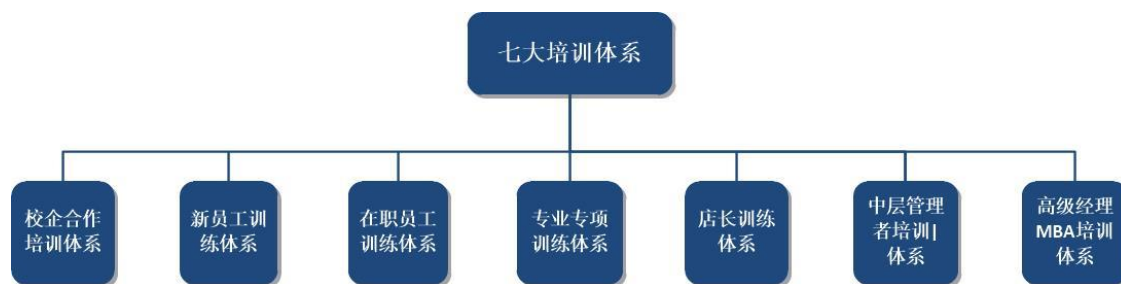 七大培训体系
校企合作
培训体系
新员工训
练体系
在职员工
训练体系
专业专项
训练体系
店长训练
体系
中层管理
者培训|
体系
高级经理
MBA培训
体系